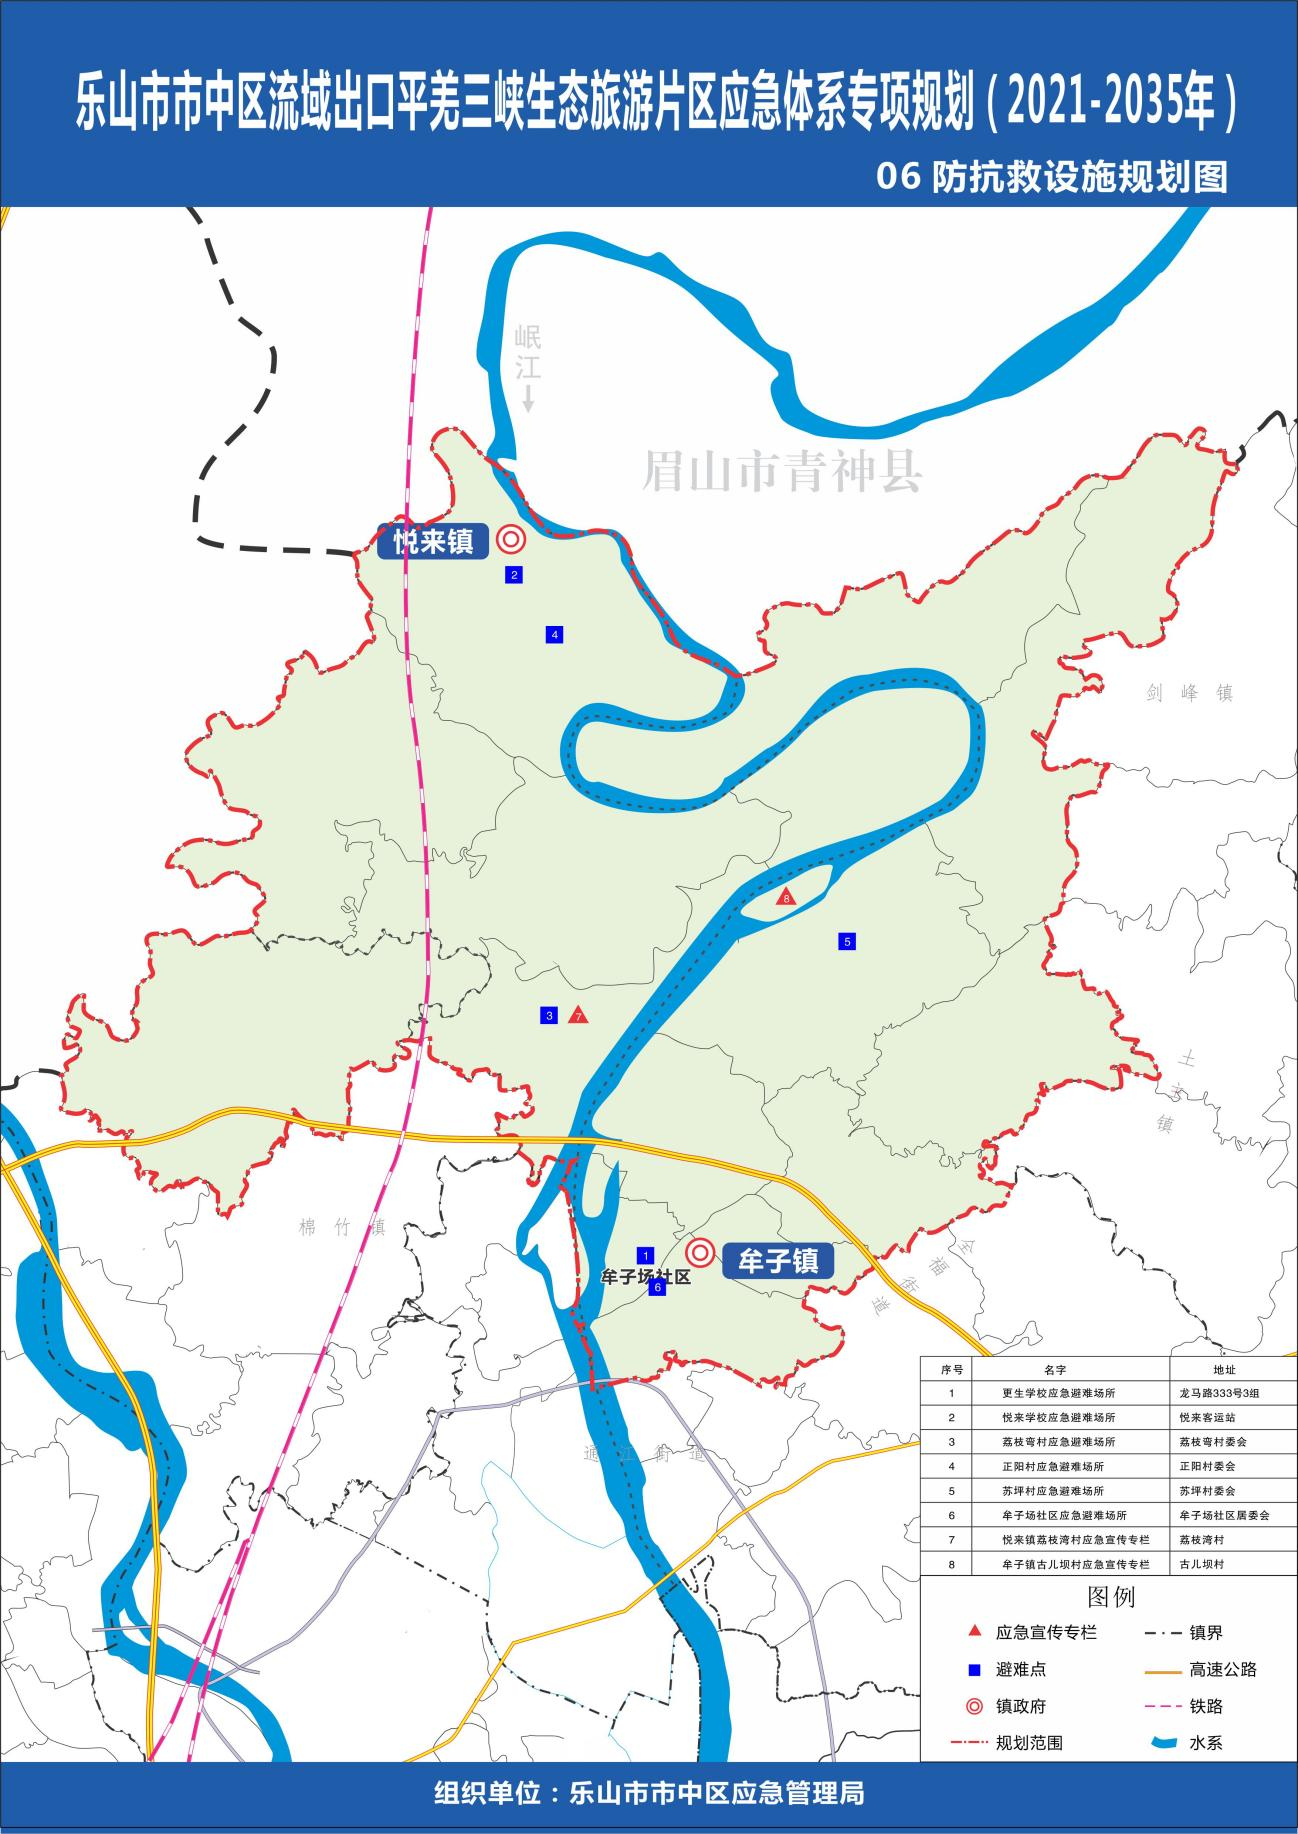 乐山市市中区流域出口平羌三峡生态旅游片区应急体系专项规划（2021-2035年）
06 防抗救设施规划图
岷江
眉山市青神县
悦来镇
2
4
剑峰镇
8
5
3
7
土主镇
棉竹镇
1
牟子镇
牟子场社区
6
全福街道
通江街道
序号 名字 地址
1 更生学校应急避难场所 龙马路333号3组
2 悦来学校应急避难场所 悦来客运站
3 荔枝弯村应急避难场所 荔枝弯村委会
4 正阳村应急避难场所 正阳村委会
5 苏坪村应急避难场所 苏坪村委会
6 牟子场社区应急避难场所 牟子场社区居委会
7 悦来镇荔枝湾村应急宣传专栏 荔枝湾村
8 牟子镇古儿坝村应急宣传专栏 古儿坝村
图例
应急宣传专栏 镇界
避难点 高速公路
镇政府 铁路
规划范围 水系
组织单位：乐山市市中区应急管理局